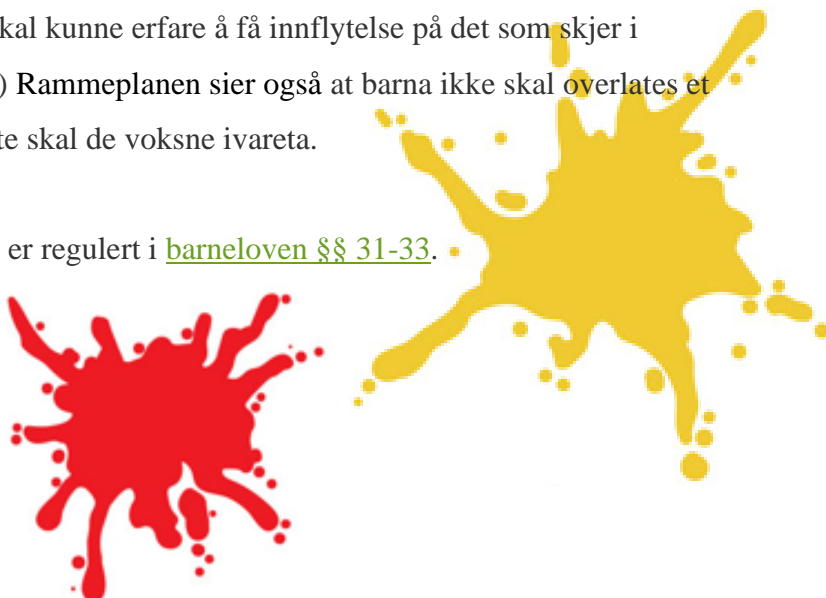 kal kunne erfare å få innflytelse på det som skjer i
) Rammeplanen sier også at barna ikke skal overlates et
te skal de voksne ivareta.
er regulert i barneloven §§ 31-33.